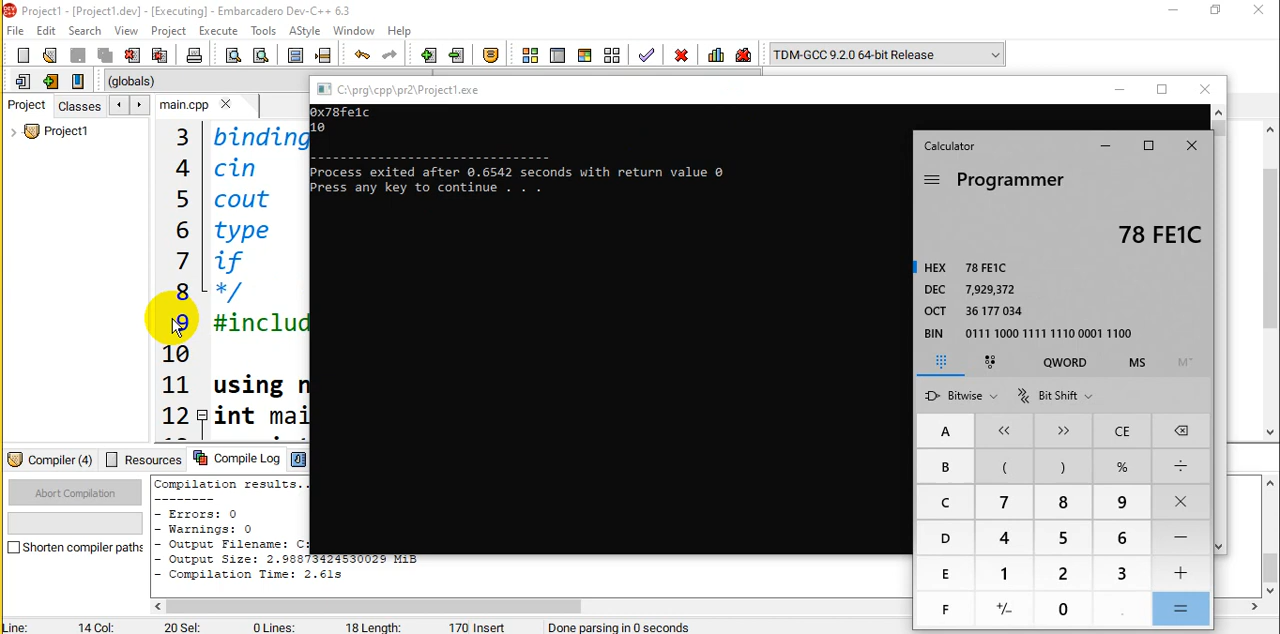 Project1 - [Project1.dev] - [Executing] - Embarcadero Dev-C++ 6.3
File Edit Search View Project Execute Tools AStyle Window Help
TDM-GCC 9.2.0 64-bit Release
(globals)
Project Classes
Project1
main.cpp
3 binding
4 cin
5 cout
6 type
7 if
8 */
9 #includ
10
11 using n
12 int mai
C:\prg\cpp\pr2\Project1.exe
0x78fe1c
10
--------------------------------
Process exited after 0.6542 seconds with return value 0
Press any key to continue . . .
Calculator
Programmer
78 FE1C
HEX 78 FE1C
DEC 7,929,372
OCT 36 177 034
BIN 0111 1000 1111 1110 0001 1100
QWORD MS M˅
Bitwise Bit Shift
A << >> CE
B ( ) % ÷
C 7 8 9 ×
D 4 5 6 −
E 1 2 3 +
F +/− 0 . =
Compiler (4) Resources Compile Log
Abort Compilation
Shorten compiler paths
Compilation results..
--------
- Errors: 0
- Warnings: 0
- Output Filename: C:
- Output Size: 2.98873424530029 MiB
- Compilation Time: 2.61s
Line: 14 Col: 20 Sel: 0 Lines: 18 Length: 170 Insert Done parsing in 0 seconds